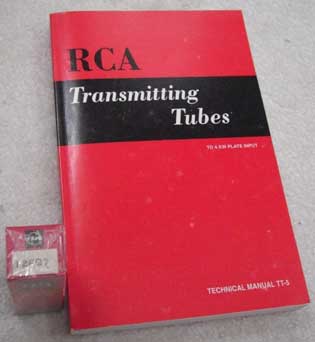 RCA
Transmitting
Tubes
TO 4 KW PLATE INPUT
TECHNICAL MANUAL TT-5